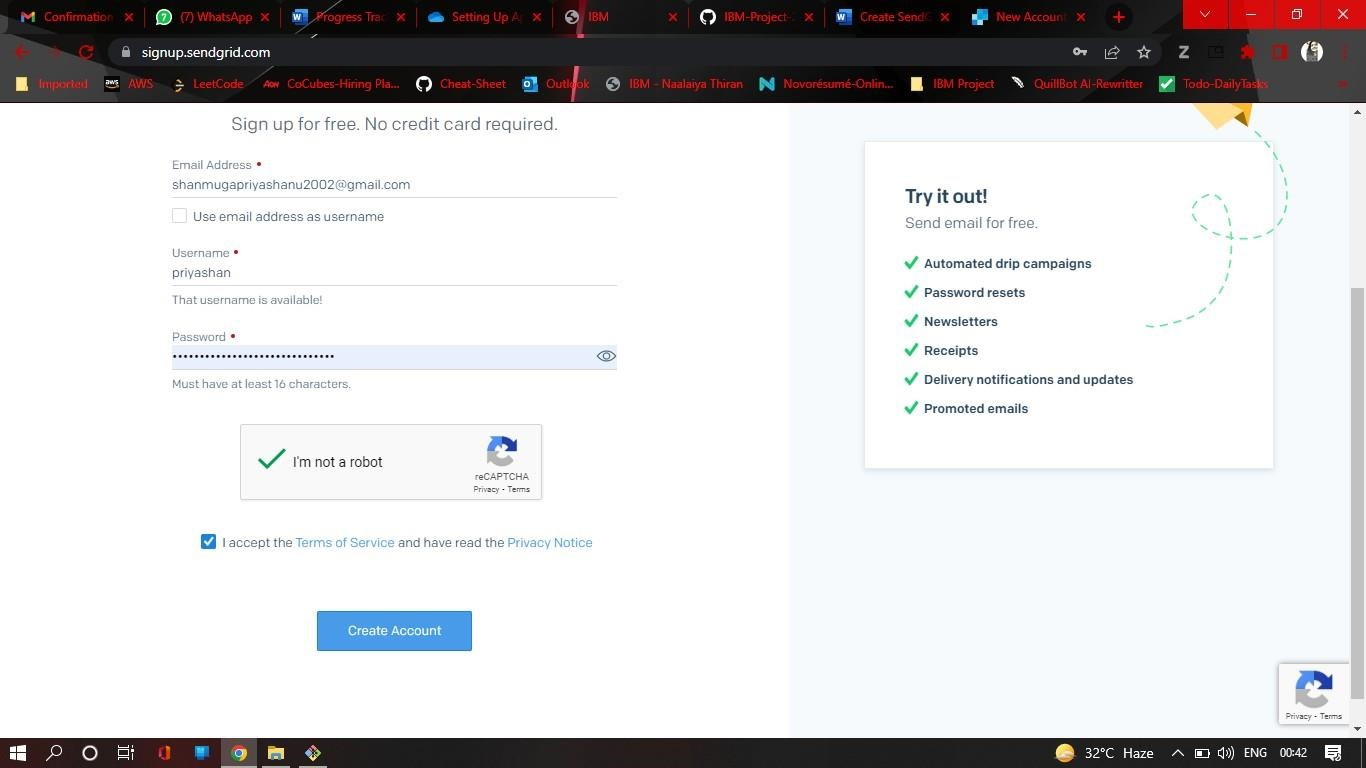 Confirmation
(7) WhatsApp
Progress Trac
Setting Up A
IBM
IBM-Project-
Create SendG
New Account
signup.sendgrid.com
Imported
aws AWS
LeetCode
CoCubes-Hiring Pla...
Cheat-Sheet
Outlook
IBM - Naalaiya Thiran
Novorésumé-Onlin...
IBM Project
QuillBot AI-Rewritter
Todo-DailyTasks
»
Sign up for free. No credit card required.
Email Address •
shanmugapriyashanu2002@gmail.com
Use email address as username
Username •
priyashan
That username is available!
Password •
Must have at least 16 characters.
I'm not a robot
reCAPTCHA
Privacy - Terms
I accept the Terms of Service and have read the Privacy Notice
Create Account
Try it out!
Send email for free.
Automated drip campaigns
Password resets
Newsletters
Receipts
Delivery notifications and updates
Promoted emails
Privacy - Terms
32°C Haze
ENG
00:42